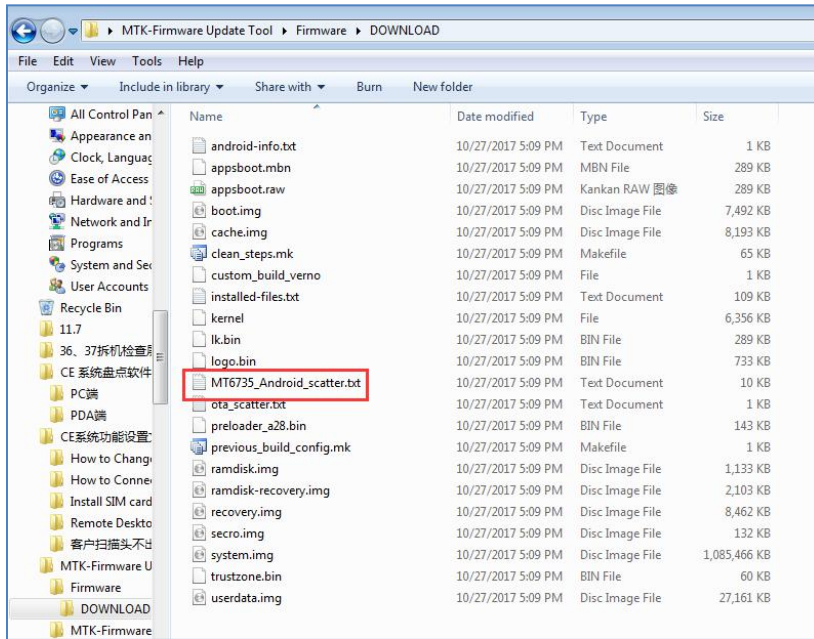 MTK-Firmware Update Tool Firmware DOWNLOAD
File Edit View Tools Help
Organize Include in library Share with Burn New folder
All Control Pan
Appearance an
Clock, Languag
Ease of Access
Hardware and
Network and In
Programs
System and Sec
User Accounts
Recycle Bin
11.7
36、37拆机检查
CE 系统盘点软件
PC端
PDA端
CE系统功能设置
How to Chang
How to Conne
Install SIM card
Remote Deskto
客户扫描头不出
MTK-Firmware U
Firmware
DOWNLOAD
MTK-Firmware
Name Date modified Type Size
android-info.txt 10/27/2017 5:09 PM Text Document 1 KB
appsboot.mbn 10/27/2017 5:09 PM MBN File 289 KB
appsboot.raw 10/27/2017 5:09 PM Kankan RAW 图像 289 KB
boot.img 10/27/2017 5:09 PM Disc Image File 7,492 KB
cache.img 10/27/2017 5:09 PM Disc Image File 8,193 KB
clean_steps.mk 10/27/2017 5:09 PM Makefile 65 KB
custom_build_verno 10/27/2017 5:09 PM File 1 KB
installed-files.txt 10/27/2017 5:09 PM Text Document 109 KB
kernel 10/27/2017 5:09 PM File 6,356 KB
lk.bin 10/27/2017 5:09 PM BIN File 289 KB
logo.bin 10/27/2017 5:09 PM BIN File 733 KB
MT6735_Android_scatter.txt 10/27/2017 5:09 PM Text Document 10 KB
ota_scatter.txt 10/27/2017 5:09 PM Text Document 1 KB
preloader_a28.bin 10/27/2017 5:09 PM BIN File 143 KB
previous_build_config.mk 10/27/2017 5:09 PM Makefile 1 KB
ramdisk.img 10/27/2017 5:09 PM Disc Image File 1,133 KB
ramdisk-recovery.img 10/27/2017 5:09 PM Disc Image File 2,103 KB
recovery.img 10/27/2017 5:09 PM Disc Image File 8,462 KB
secro.img 10/27/2017 5:09 PM Disc Image File 132 KB
system.img 10/27/2017 5:09 PM Disc Image File 1,085,466 KB
trustzone.bin 10/27/2017 5:09 PM BIN File 60 KB
userdata.img 10/27/2017 5:09 PM Disc Image File 27,161 KB